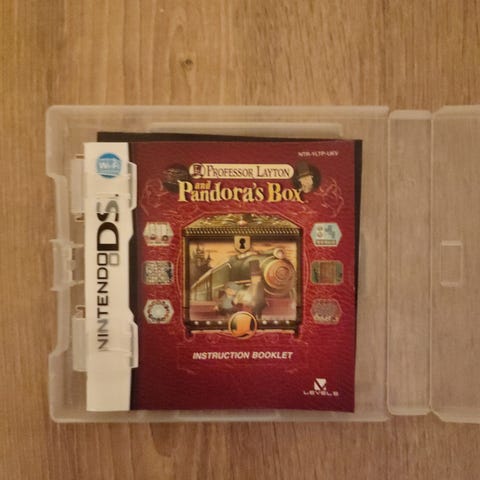 NTR-YLTP-UKV
PROFESSOR LAYTON
and
Pandora's Box
Wi-Fi
NINTENDO DS
INSTRUCTION BOOKLET
LEVEL5